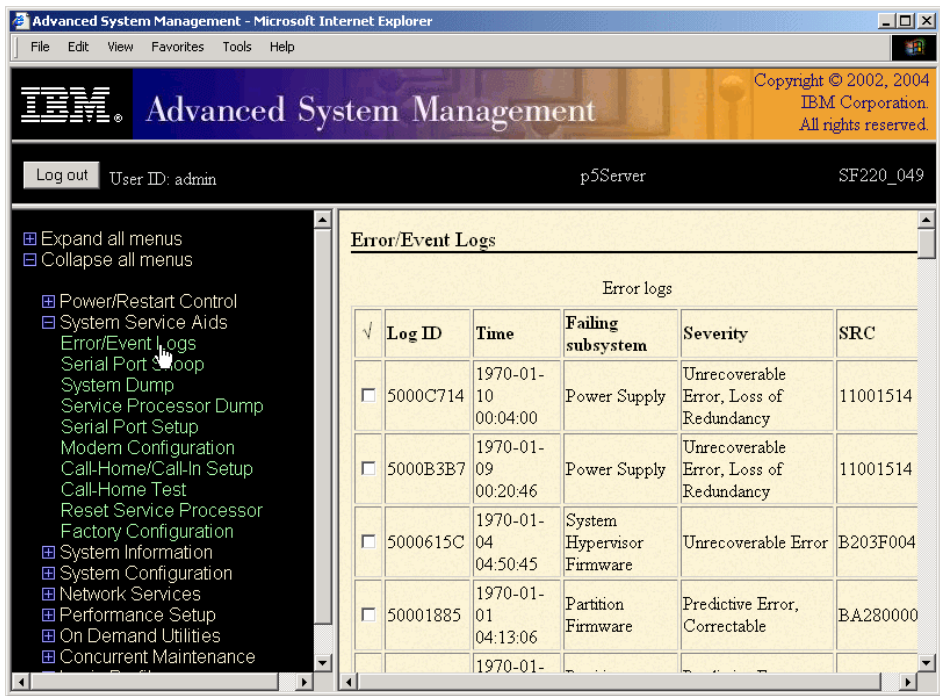 Advanced System Management - Microsoft Internet Explorer
File Edit View Favorites Tools Help
IBM®
Advanced System Management
Copyright © 2002, 2004
IBM Corporation.
All rights reserved.
Log out
User ID: admin
p5Server
SF220_049
Expand all menus
Collapse all menus
Power/Restart Control
System Service Aids
Error/Event Logs
Serial Port Snoop
System Dump
Service Processor Dump
Serial Port Setup
Modem Configuration
Call-Home/Call-In Setup
Call-Home Test
Reset Service Processor
Factory Configuration
System Information
System Configuration
Network Services
Performance Setup
On Demand Utilities
Concurrent Maintenance
Error/Event Logs
Error logs
√ Log ID Time Failing subsystem Severity SRC
5000C714 1970-01-10 00:04:00 Power Supply Unrecoverable Error, Loss of Redundancy 11001514
5000B3B7 1970-01-09 00:20:46 Power Supply Unrecoverable Error, Loss of Redundancy 11001514
5000615C 1970-01-04 04:50:45 System Hypervisor Firmware Unrecoverable Error B203F004
50001885 1970-01-01 04:13:06 Partition Firmware Predictive Error, Correctable BA280000
1970-01-